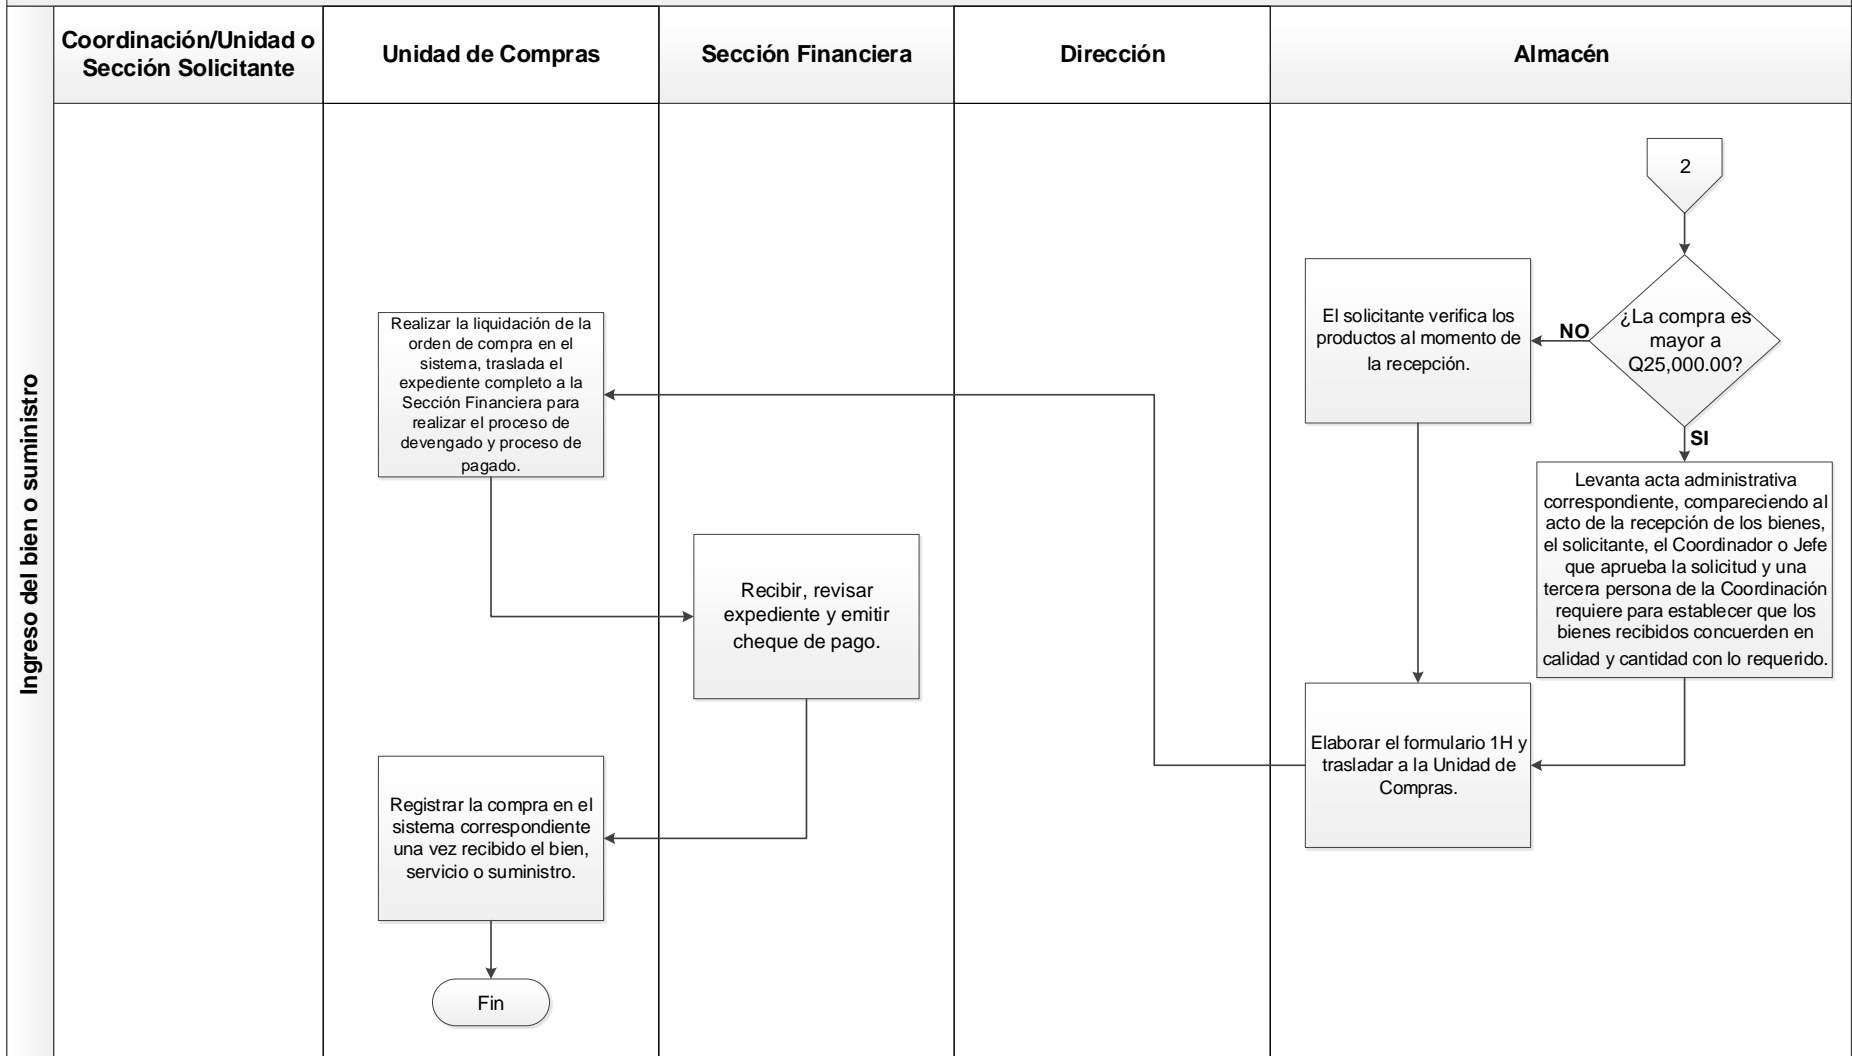 Coordinación/Unidad o
Sección Solicitante
Unidad de Compras
Sección Financiera
Dirección
Almacén
Ingreso del bien o suministro
2
¿La compra es
mayor a
Q25,000.00?
NO
SI
El solicitante verifica los
productos al momento de
la recepción.
Levanta acta administrativa
correspondiente, compareciendo al
acto de la recepción de los bienes,
el solicitante, el Coordinador o Jefe
que aprueba la solicitud y una
tercera persona de la Coordinación
requiere para establecer que los
bienes recibidos concuerden en
calidad y cantidad con lo requerido.
Elaborar el formulario 1H y
trasladar a la Unidad de
Compras.
Realizar la liquidación de la
orden de compra en el
sistema, traslada el
expediente completo a la
Sección Financiera para
realizar el proceso de
devengado y proceso de
pagado.
Recibir, revisar
expediente y emitir
cheque de pago.
Registrar la compra en el
sistema correspondiente
una vez recibido el bien,
servicio o suministro.
Fin